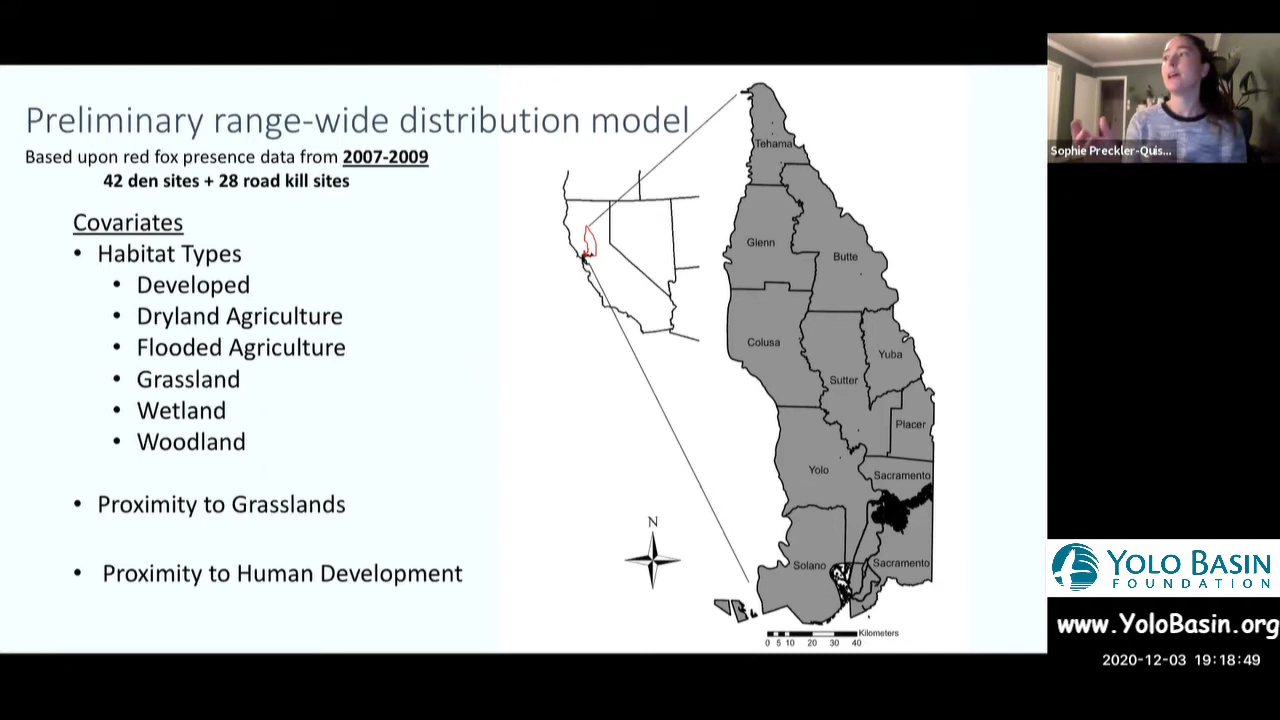 Preliminary range-wide distribution model
Based upon red fox presence data from 2007-2009
42 den sites + 28 road kill sites
Covariates
• Habitat Types
• Developed
• Dryland Agriculture
• Flooded Agriculture
• Grassland
• Wetland
• Woodland
• Proximity to Grasslands
• Proximity to Human Development
Tehama
Glenn
Butte
Colusa
Yuba
Sutter
Placer
Yolo
Sacramento
Solano
Sacramento
N
Kilometers
0 5 10 20 30 40
Sophie Preckler-Quis...
YOLO BASIN
FOUNDATION
www.YoloBasin.org
2020-12-03 19:18:49